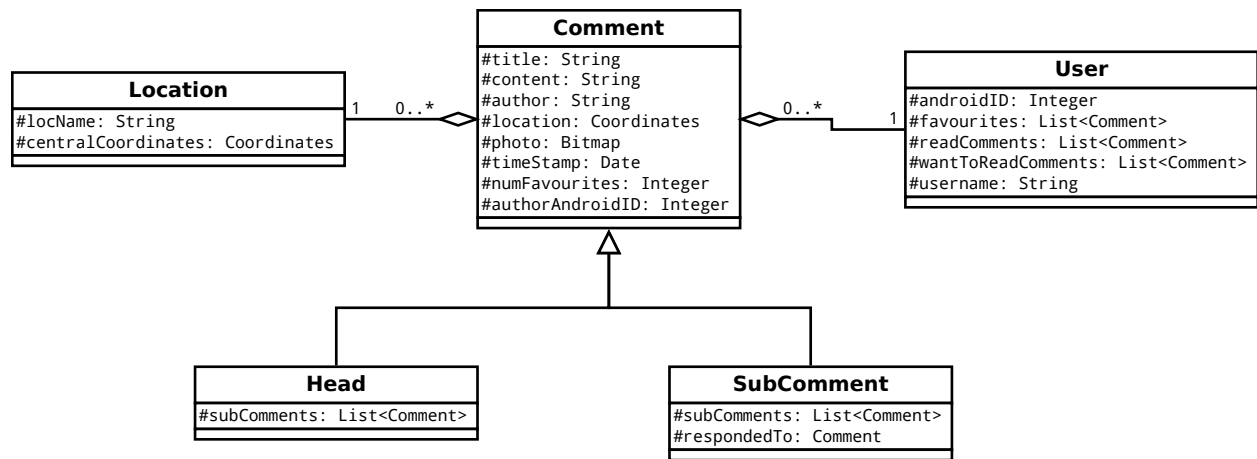 Comment
#title: String
#content: String
#author: String
#location: Coordinates
#photo: Bitmap
#timeStamp: Date
#numFavourites: Integer
#authorAndroidID: Integer
Location
#locName: String
#centralCoordinates: Coordinates
1
0..*
0..*
1
User
#androidID: Integer
#favourites: List<Comment>
#readComments: List<Comment>
#wantToReadComments: List<Comment>
#username: String
Head
#subComments: List<Comment>
SubComment
#subComments: List<Comment>
#respondedTo: Comment